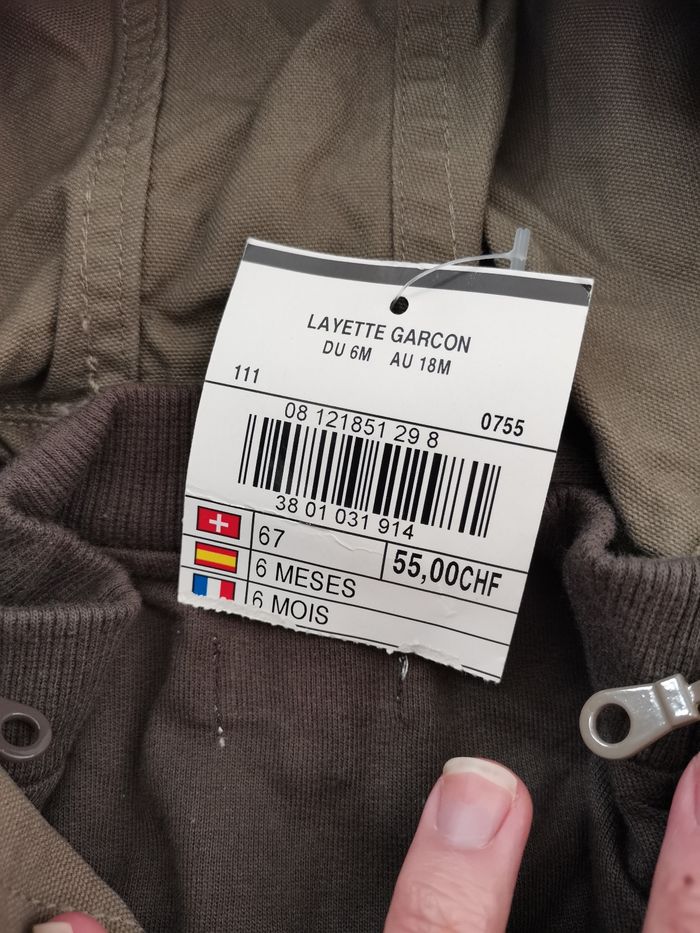 LAYETTE GARCON
DU 6M AU 18M
111 0755
08 121851 29 8
38 01 031 914
67 55,00CHF
6 MESES
6 MOIS